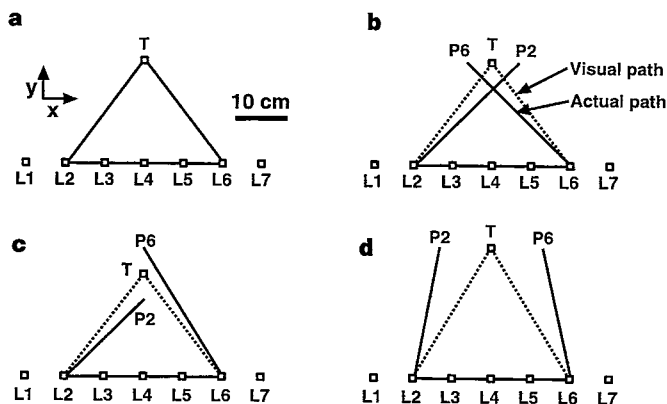 a
T
y
x
10 cm
L1 L2 L3 L4 L5 L6 L7
b
P6 T P2
Visual path
Actual path
L1 L2 L3 L4 L5 L6 L7
c
P6
T
P2
L1 L2 L3 L4 L5 L6 L7
d
P2 T P6
L1 L2 L3 L4 L5 L6 L7